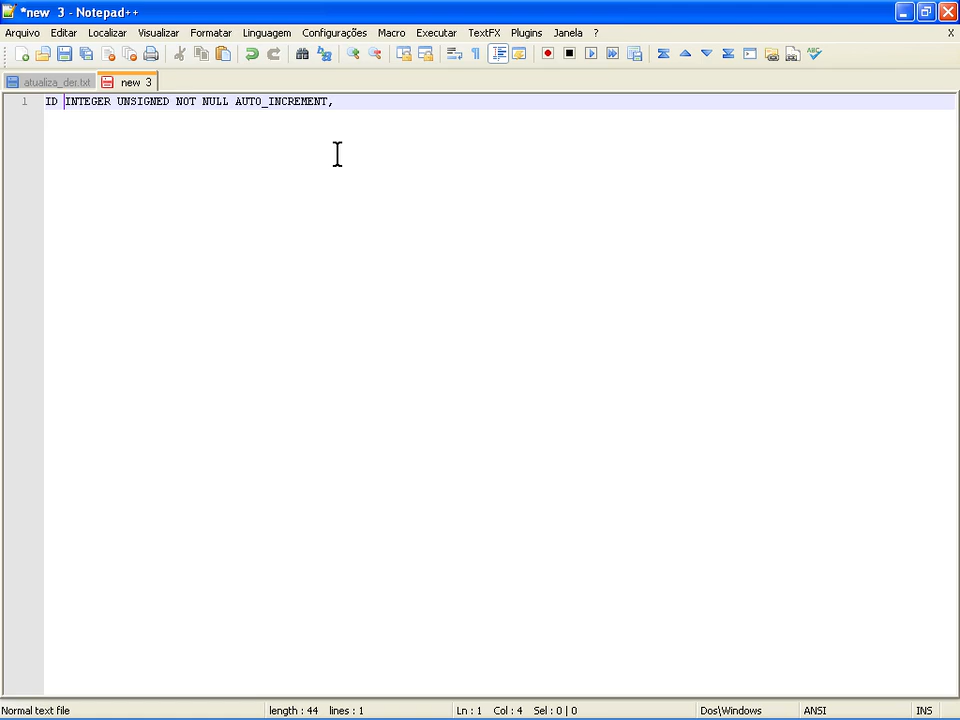 *new  3 - Notepad++
Arquivo Editar Localizar Visualizar Formatar Linguagem Configurações Macro Executar TextFX Plugins Janela ? X
ABC
atualiza_der.txt new 3
1 ID INTEGER UNSIGNED NOT NULL AUTO_INCREMENT,
Normal text file length : 44 lines : 1 Ln : 1 Col : 4 Sel : 0 | 0 Dos\Windows ANSI INS